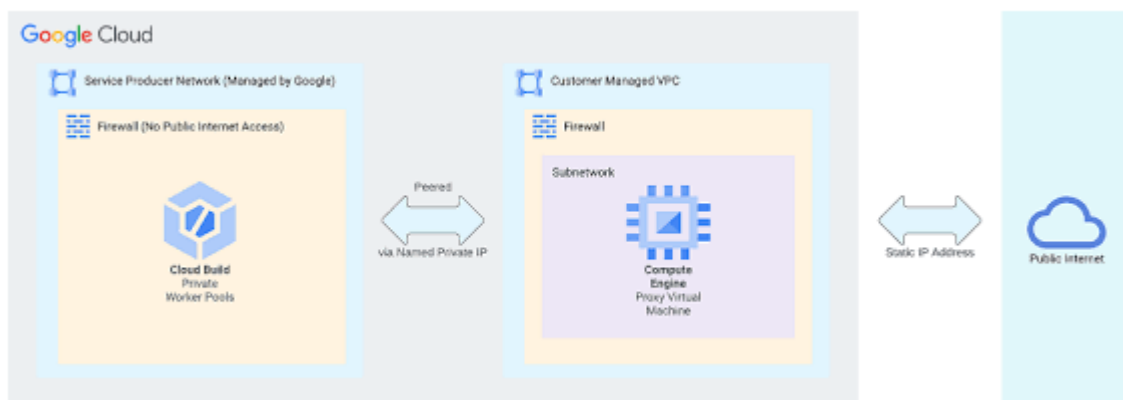 Google Cloud
Service Producer Network (Managed by Google)
Firewall (No Public Internet Access)
Cloud Build
Private
Worker Pools
Peered
via Named Private IP
Customer Managed VPC
Firewall
Subnetwork
Compute
Engine
Proxy Virtual
Machine
Static IP Address
Public Internet